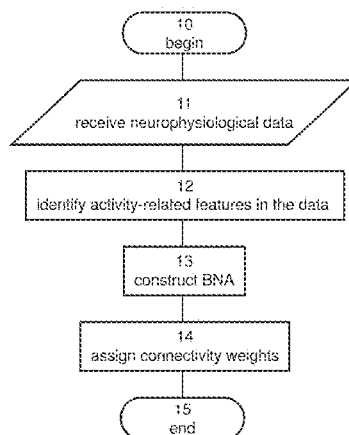 10
begin
11
receive neurophysiological data
12
identify activity-related features in the data
13
construct BNA
14
assign connectivity weights
15
end